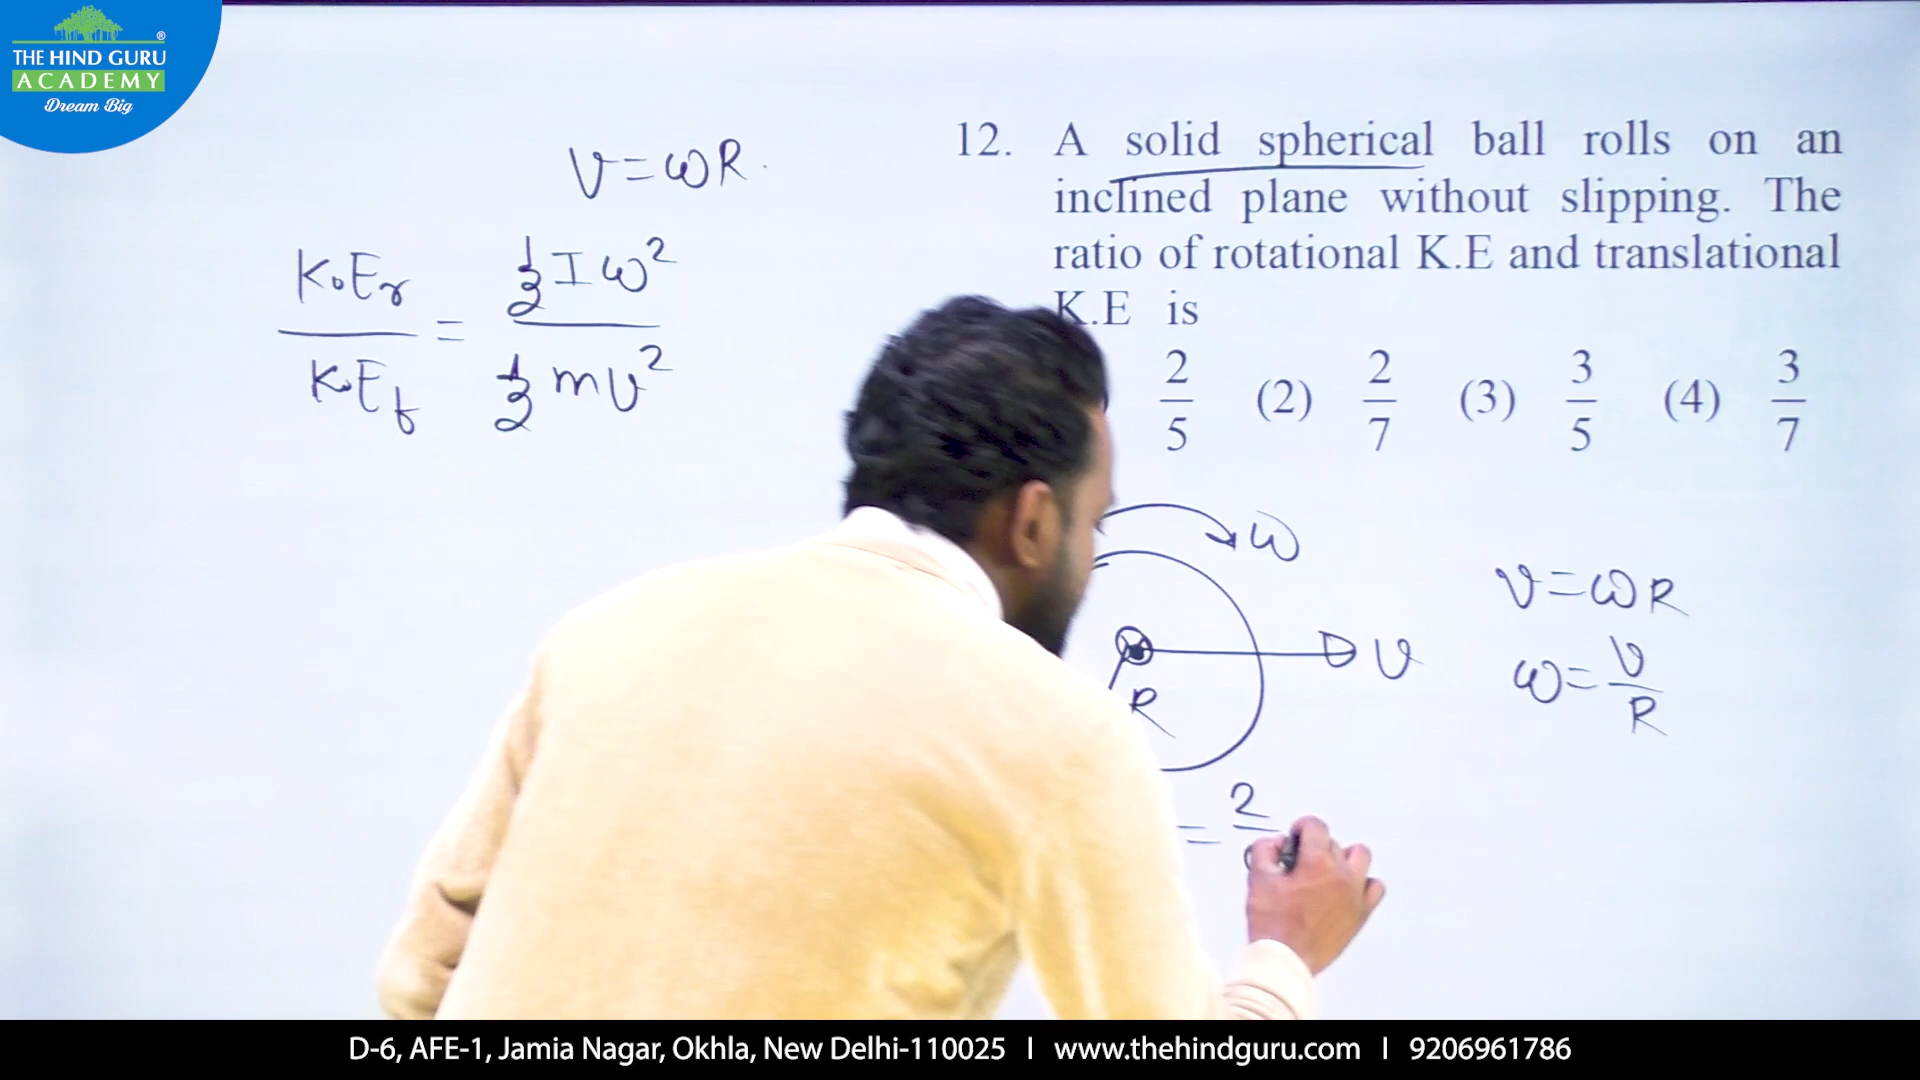 THE HIND GURU
®
ACADEMY
Dream Big
V=ωR.
K.Er / K.Et = ½Iω² / ½mv²
12. A solid spherical ball rolls on an
inclined plane without slipping. The
ratio of rotational K.E and translational
K.E is
2/5 (2) 2/7 (3) 3/5 (4) 3/7
ω
v
R
v=ωR
ω=v/R
= 2
D-6, AFE-1, Jamia Nagar, Okhla, New Delhi-110025 | www.thehindguru.com | 9206961786